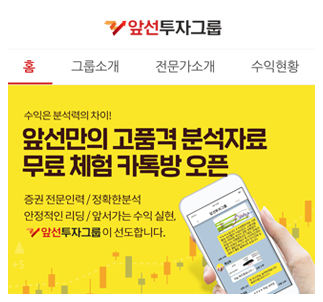 앞선투자그룹
홈 그룹소개 전문가소개 수익현황
수익은 분석력의 차이!
앞선만의 고품격 분석자료
무료 체험 카톡방 오픈
증권 전문인력 / 정확한분석
안정적인 리딩 / 앞서가는 수익 실현,
앞선투자그룹이 선도합니다.